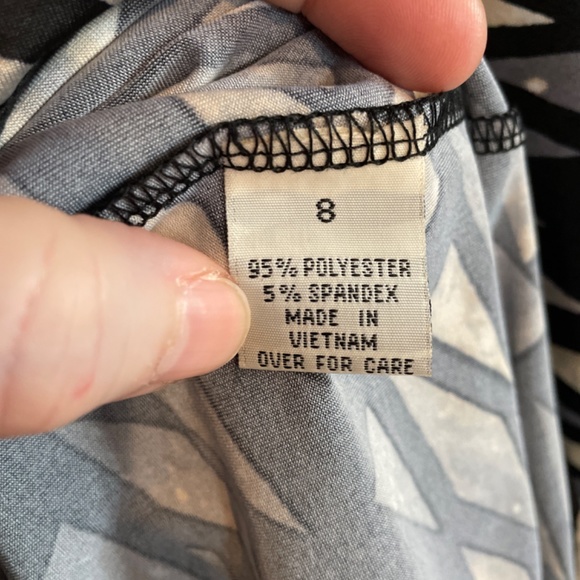 8
95% POLYESTER
5% SPANDEX
MADE IN
VIETNAM
OVER FOR CARE